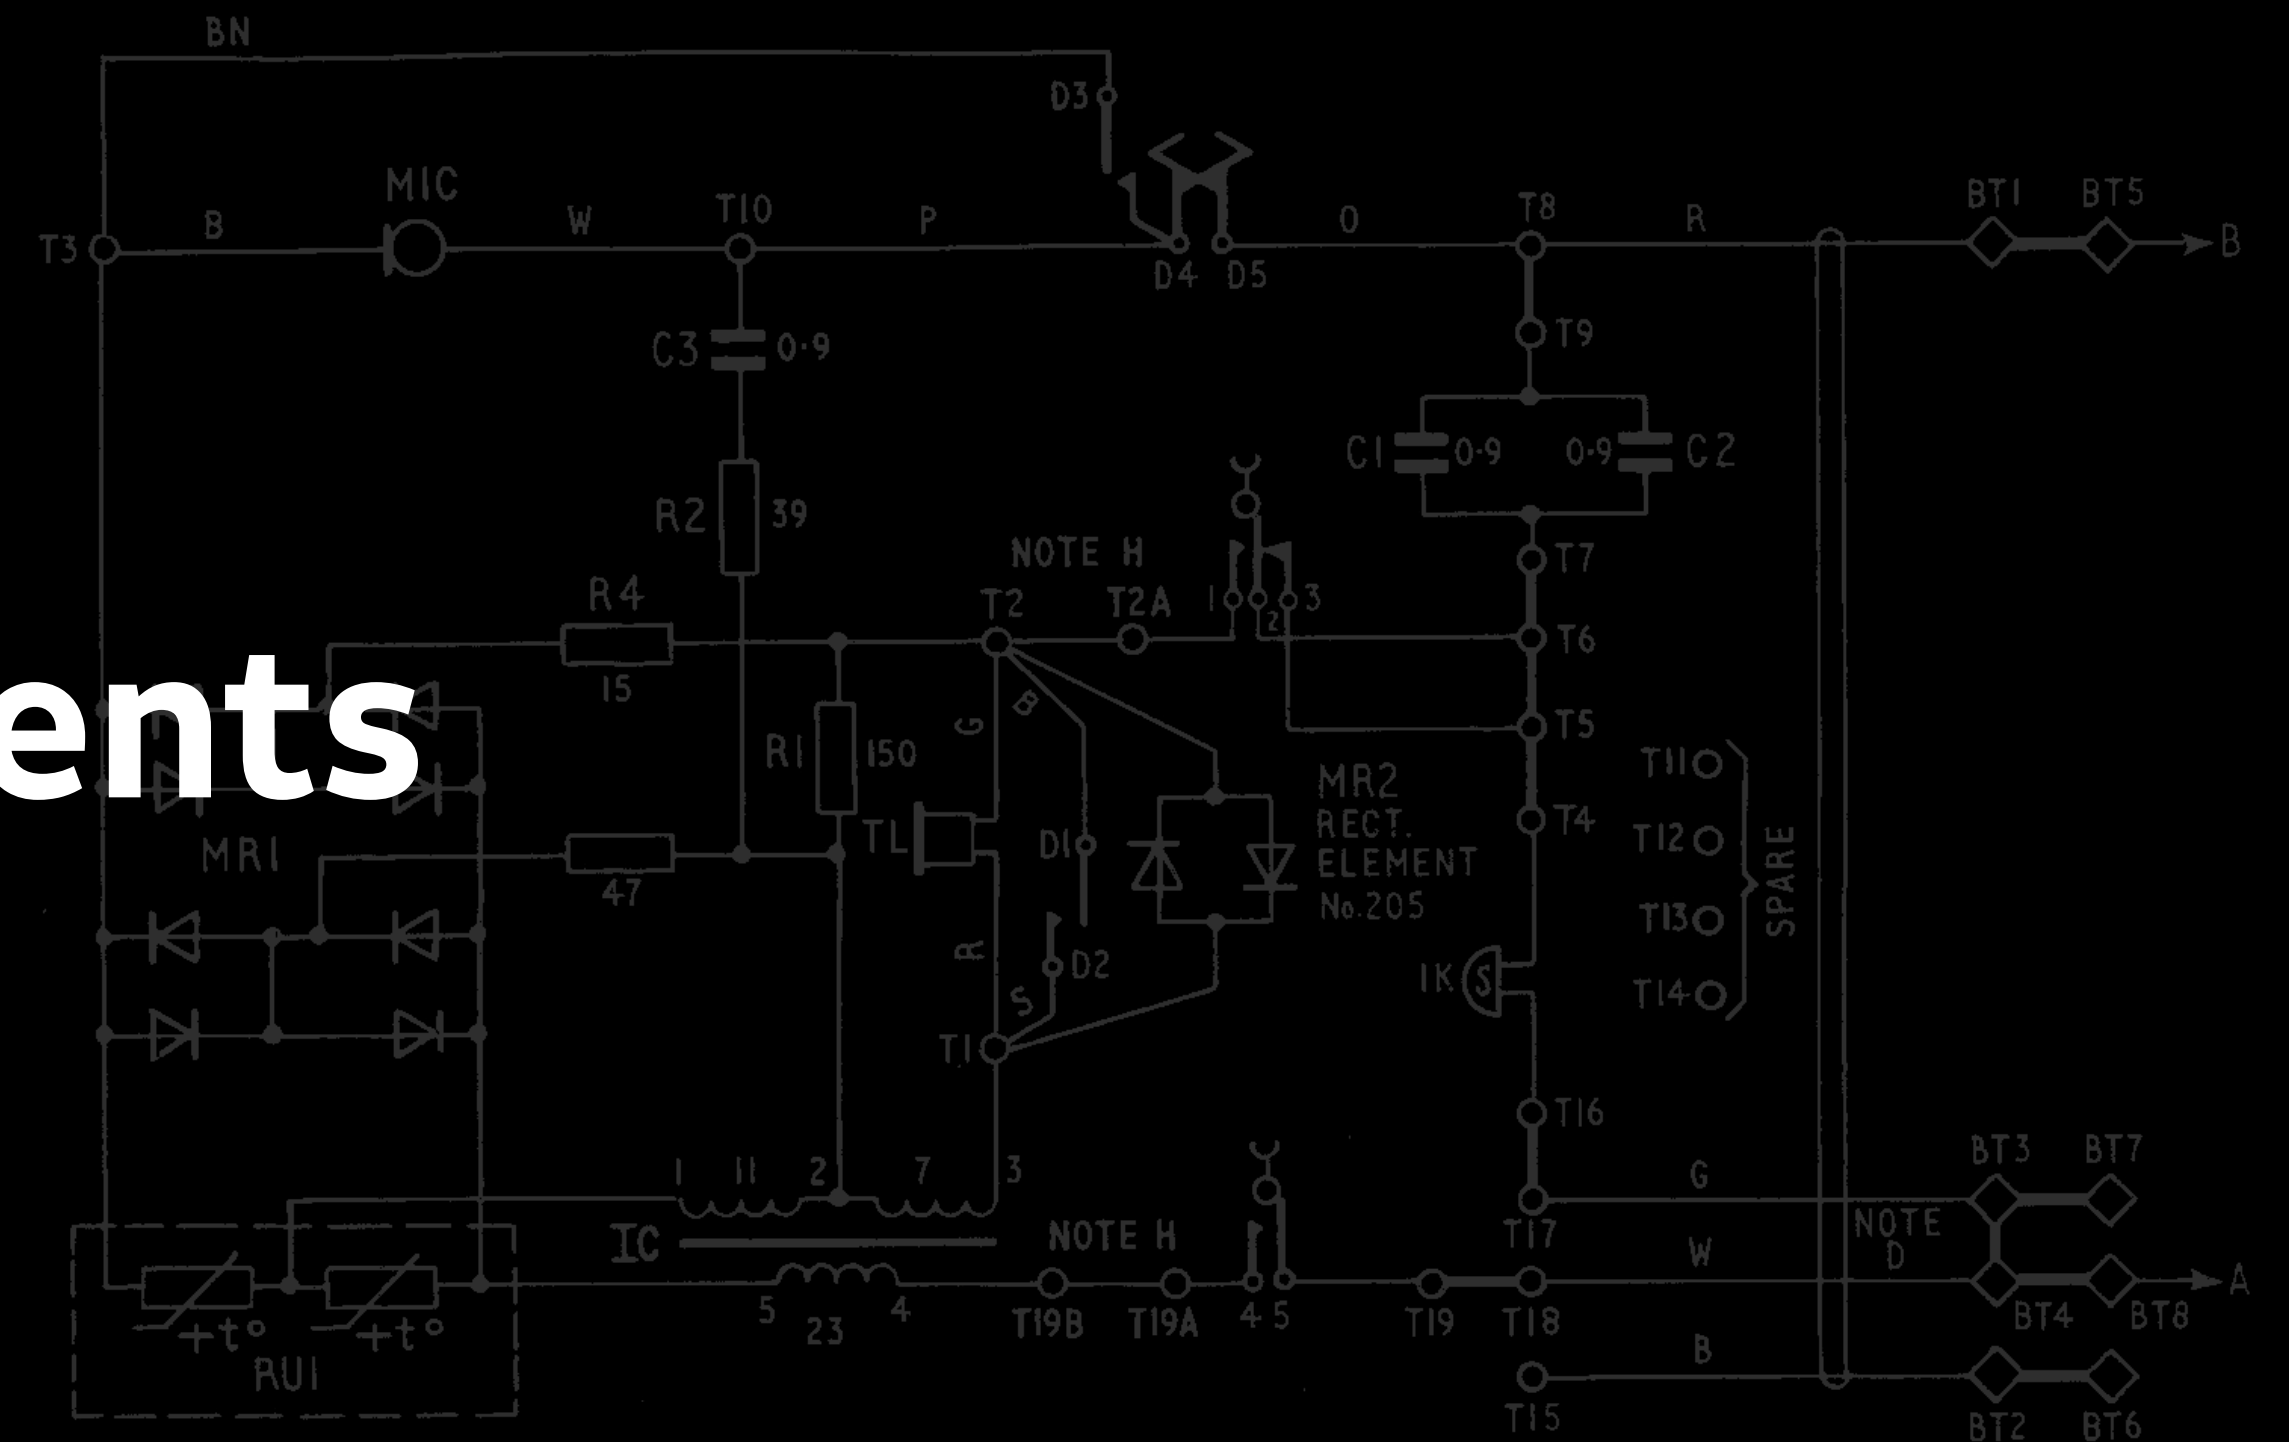 BN
D3
MIC
B
W
T10
P
O
T8
R
BT1
BT5
T3
B
D4
D5
T9
C3
0·9
C1
0·9
0·9
C2
R2
39
NOTE H
T7
R4
T2
T2A
1
2
3
T6
15
ents
G
B
T5
R1
150
T11
MR2
RECT.
ELEMENT
No.205
TL
D1
T4
T12
SPARE
MR1
47
T13
R
D2
1K
S
T14
S
T1
T16
1
11
2
7
3
G
BT3
BT7
IC
NOTE H
T17
NOTE
D
W
A
5
23
4
T19B
T19A
4
5
T19
T18
BT4
BT8
+t°
+t°
RU1
B
T15
BT2
BT6